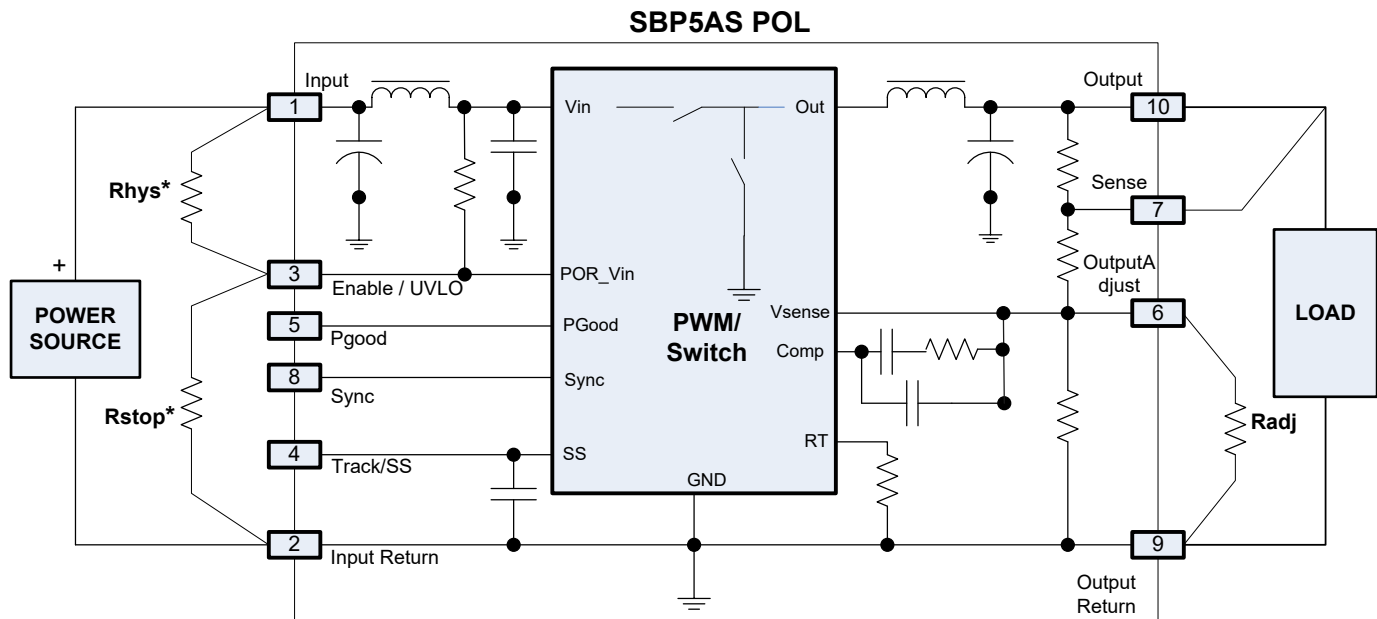 SBP5AS POL
Input
Output
1
Vin
Out
10
Rhys*
Sense
7
+
3
Enable / UVLO
POR_Vin
OutputA
djust
POWER
SOURCE
5
Pgood
PGood
PWM/
Switch
Vsense
6
LOAD
Comp
8
Sync
Sync
Rstop*
Radj
4
Track/SS
SS
RT
GND
2
Input Return
9
Output
Return